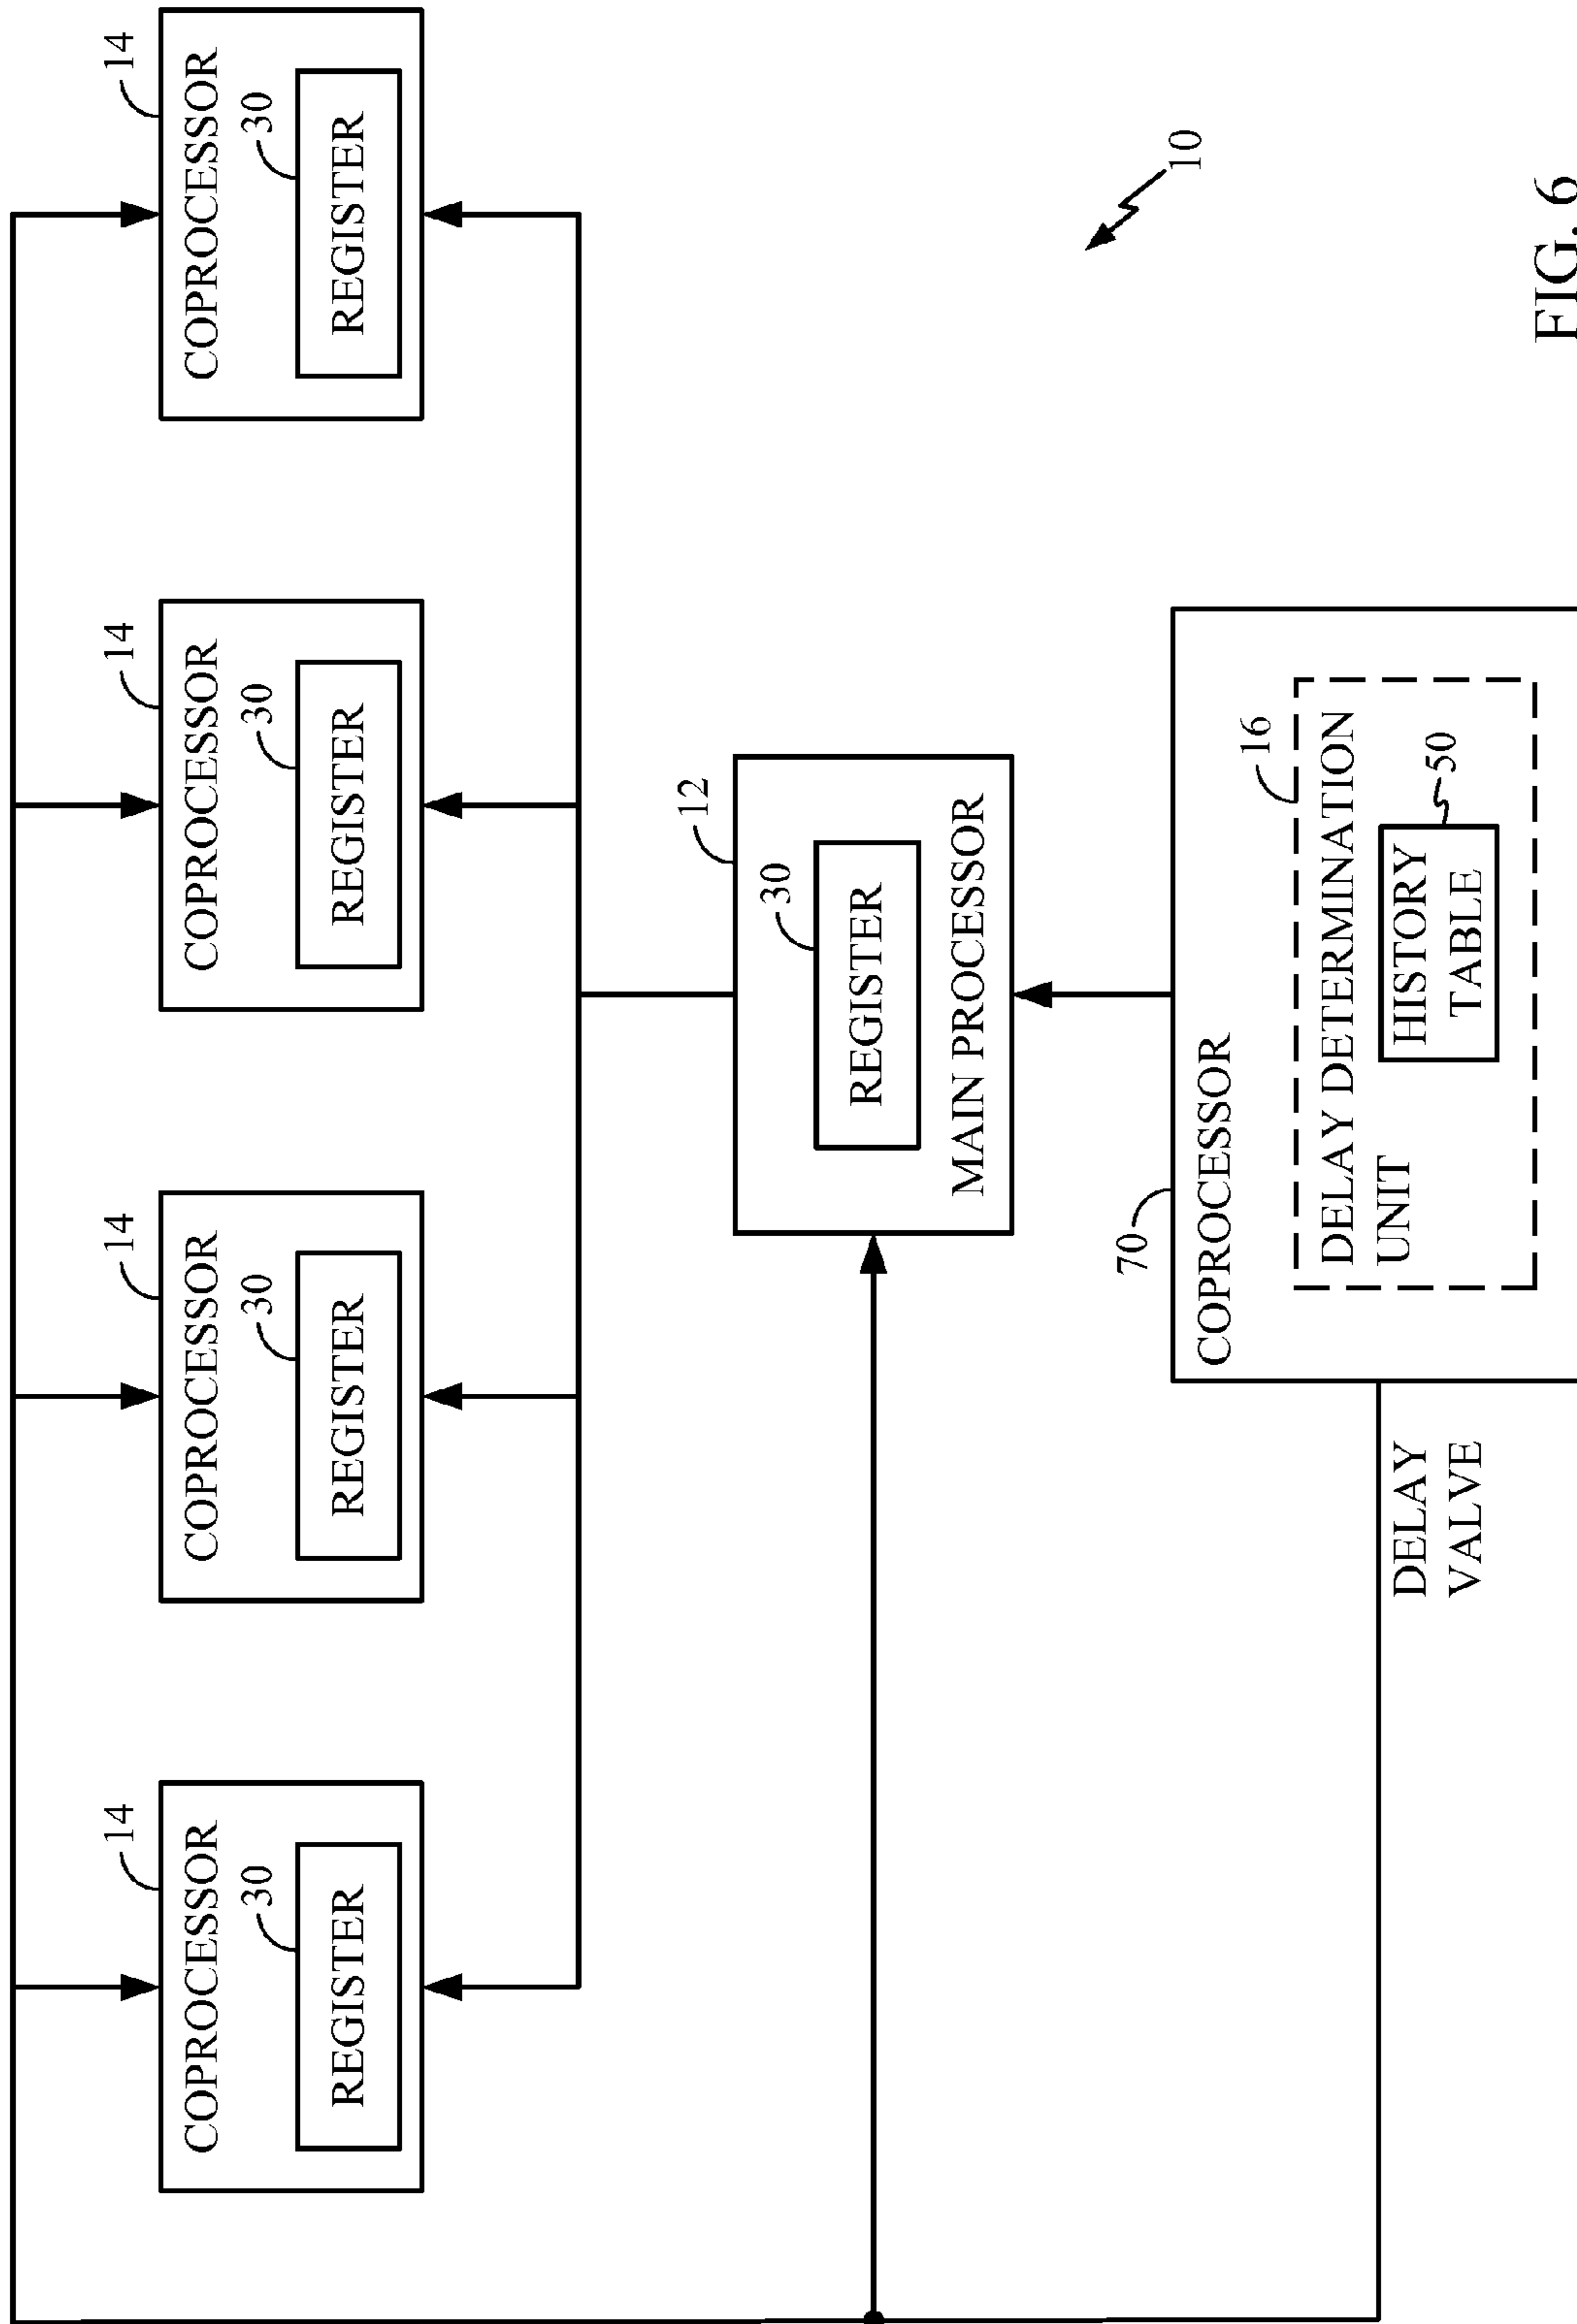 14
14
14
14
COPROCESSOR
COPROCESSOR
COPROCESSOR
COPROCESSOR
30
30
30
30
REGISTER
REGISTER
REGISTER
REGISTER
12
30
REGISTER
MAIN PROCESSOR
10
70
COPROCESSOR
16
DELAY DETERMINATION
UNIT
HISTORY
TABLE
50
DELAY
VALVE
FIG. 6